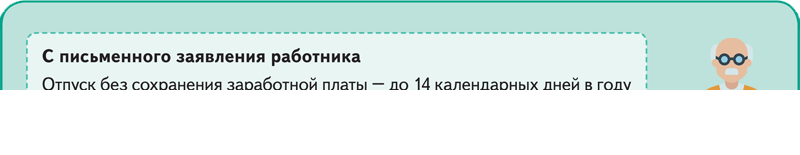 С письменного заявления работника
Отпуск без сохранения заработной платы — до 14 календарных дней в году